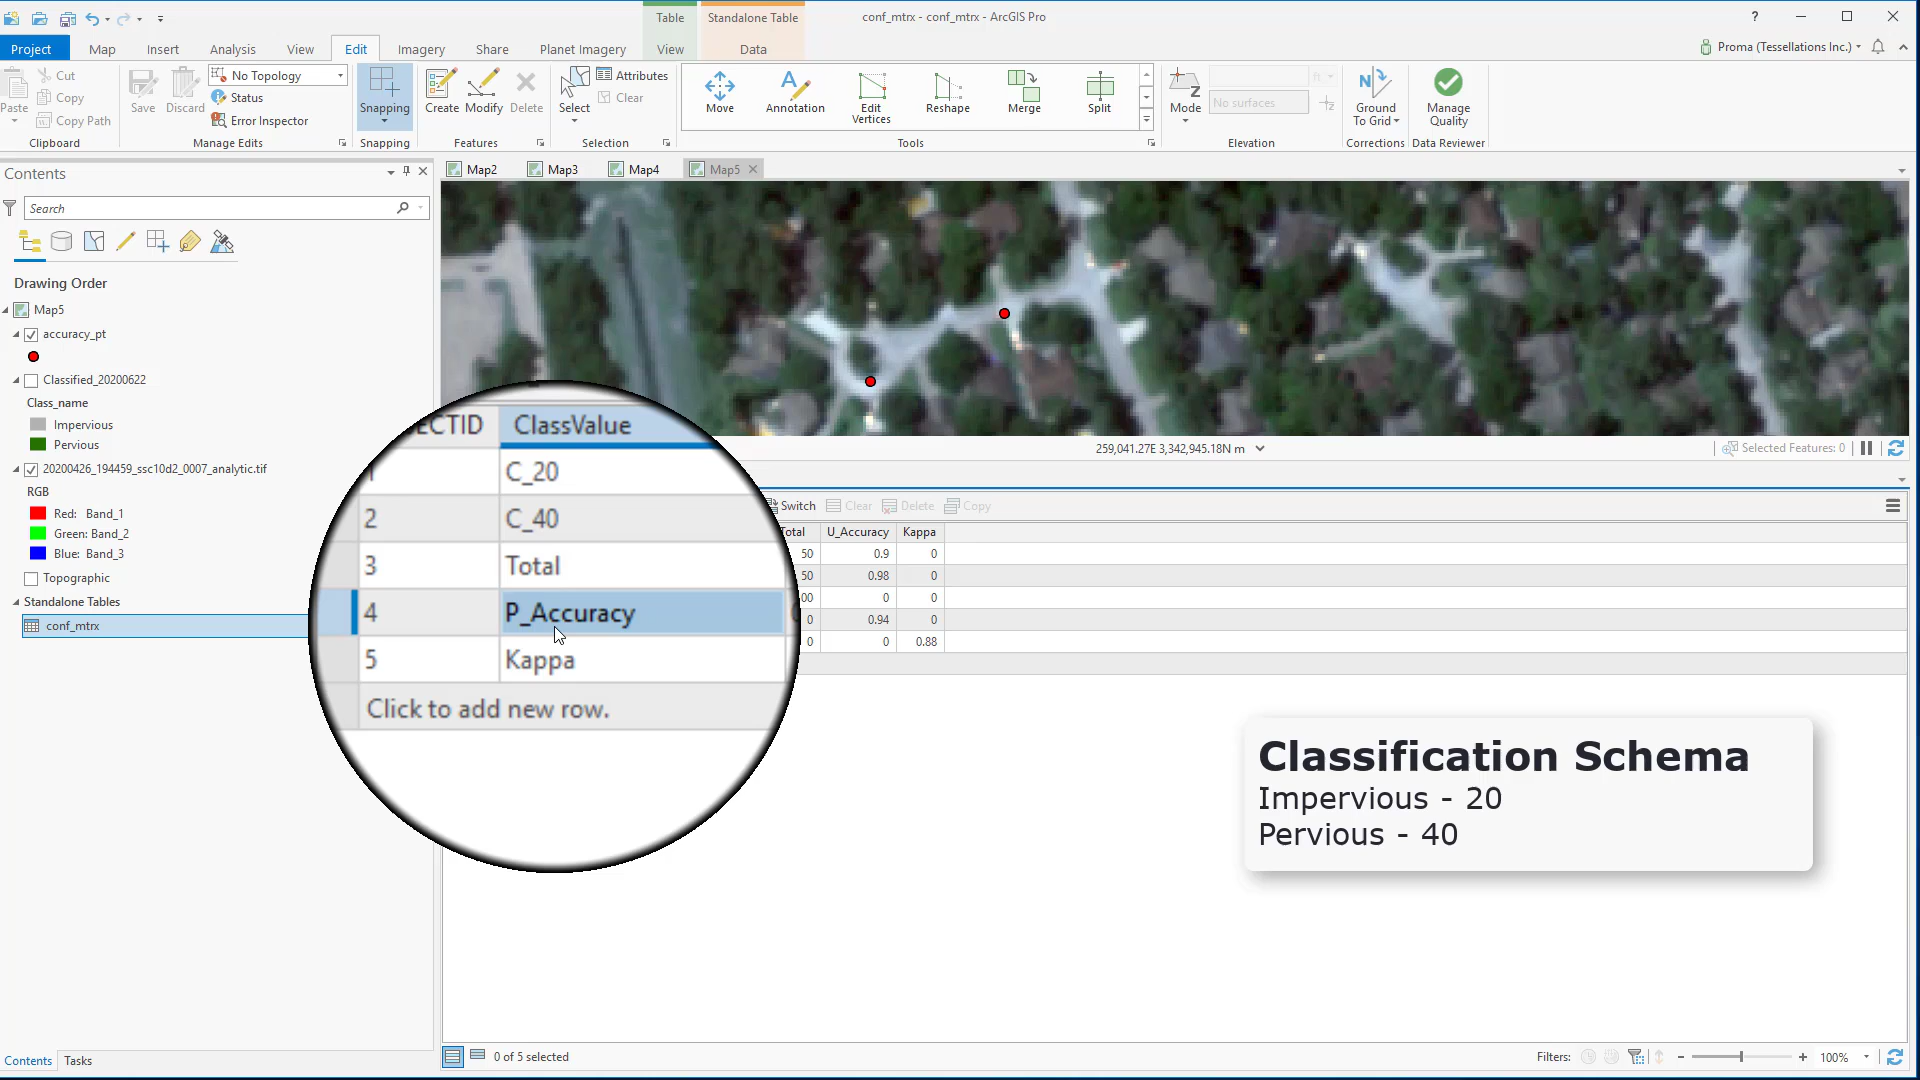 Table
Standalone Table
conf_mtrx - conf_mtrx - ArcGIS Pro
?
Project
Map
Insert
Analysis
View
Edit
Imagery
Share
Planet Imagery
View
Data
Proma (Tessellations Inc.)
Paste
Cut
Copy
Copy Path
Clipboard
Save
Discard
No Topology
Status
Error Inspector
Manage Edits
Snapping
Snapping
Create
Modify
Delete
Features
Select
Attributes
Clear
Selection
Move
Annotation
Edit
Vertices
Reshape
Merge
Split
Tools
Mode
ft
No surfaces
Elevation
Ground
To Grid
Corrections
Manage
Quality
Data Reviewer
Contents
Search
Drawing Order
Map5
accuracy_pt
Classified_20200622
Class_name
Impervious
Pervious
20200426_194459_ssc10d2_0007_analytic.tif
RGB
Red: Band_1
Green: Band_2
Blue: Band_3
Topographic
Standalone Tables
conf_mtrx
Map2
Map3
Map4
Map5
259,041.27E 3,342,945.18N m
Selected Features: 0
Switch
Clear
Delete
Copy
U_Accuracy
Kappa
50
0.9
0
50
0.98
0
0
0
0
0.94
0
0
0
0.88
ECTID
ClassValue
1
C_20
2
C_40
3
Total
4
P_Accuracy
5
Kappa
Click to add new row.
Classification Schema
Impervious - 20
Pervious - 40
Contents
Tasks
0 of 5 selected
Filters:
100%